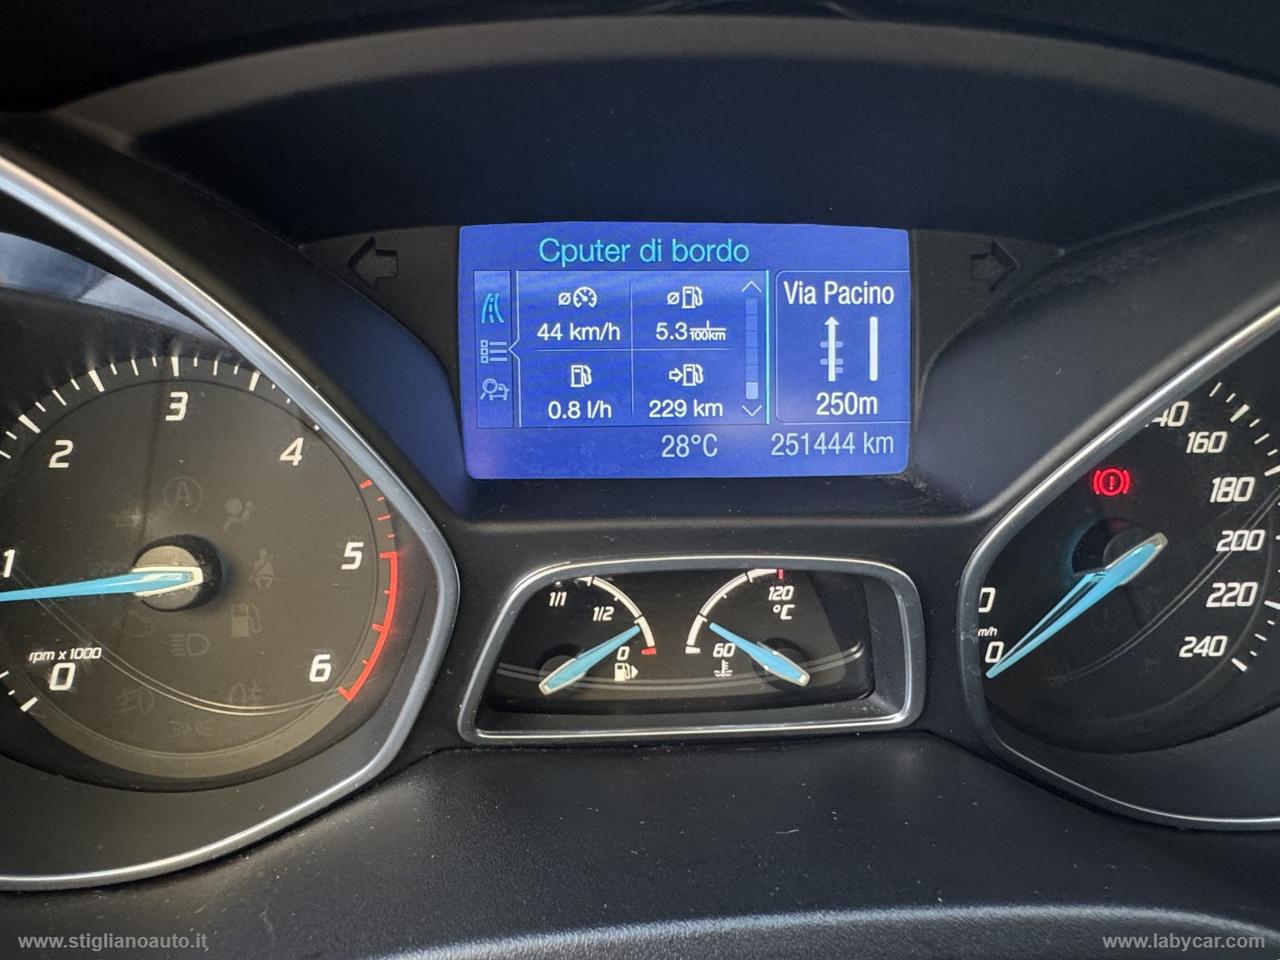 Cputer di bordo
44 km/h
5.3 l/100km
0.8 l/h
229 km
Via Pacino
250m
28°C
251444 km
0
1
2
3
4
5
6
rpm x 1000
1/1
1/2
0
60
120
°C
0
160
180
200
220
240
www.stiglianoauto.it
www.labycar.com